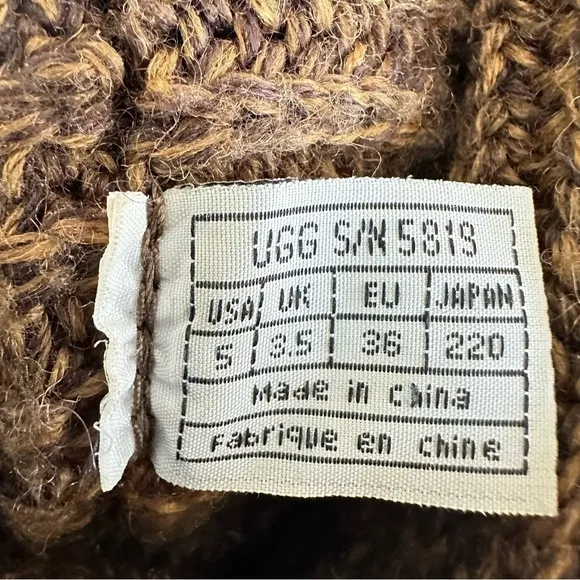 UGG S/N 5819
USA UK EU JAPAN
5 3.5 36 220
Made in China
Fabrique en chine